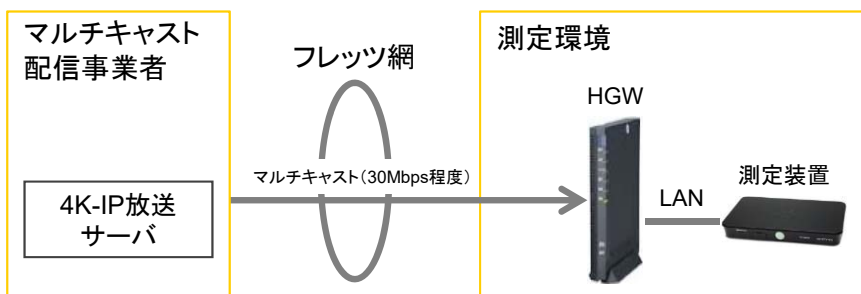 マルチキャスト
配信事業者
4K-IP放送
サーバ
フレッツ網
マルチキャスト（30Mbps程度）
測定環境
HGW
LAN
測定装置